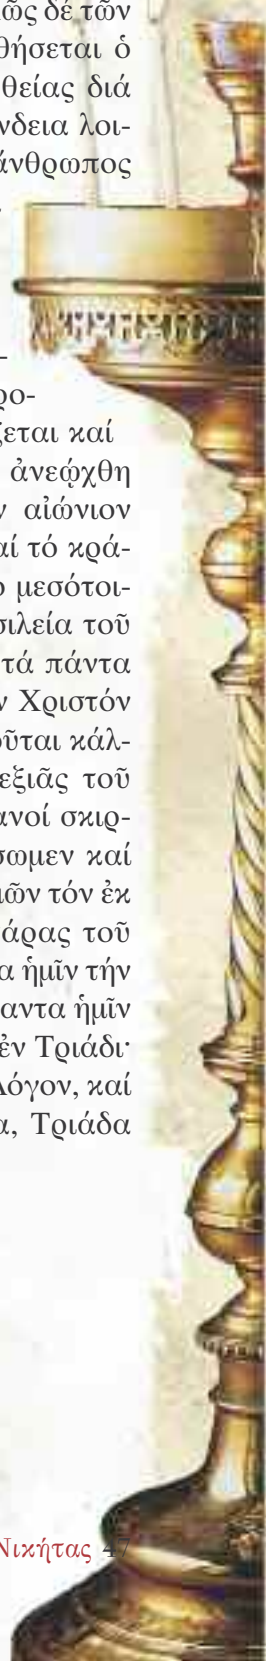 ῶς δέ τῶν
θήσεται ὁ
θείας διά
νδεια λοι-
άνθρωπος
-
ρο-
ζεται καί
ἀνεῴχθη
ν αἰώνιον
αί τό κρά-
ο μεσότοι-
σιλεία τοῦ
τά πάντα
ν Χριστόν
οῦται κάλ-
εξιᾶς τοῦ
ανοί σκιρ-
σωμεν καί
μῶν τόν ἐκ
άρας τοῦ
α ἡμῖν τήν
αντα ἡμῖν
ἐν Τριάδι·
Λόγον, καί
α, Τριάδα
Νικήτας 47